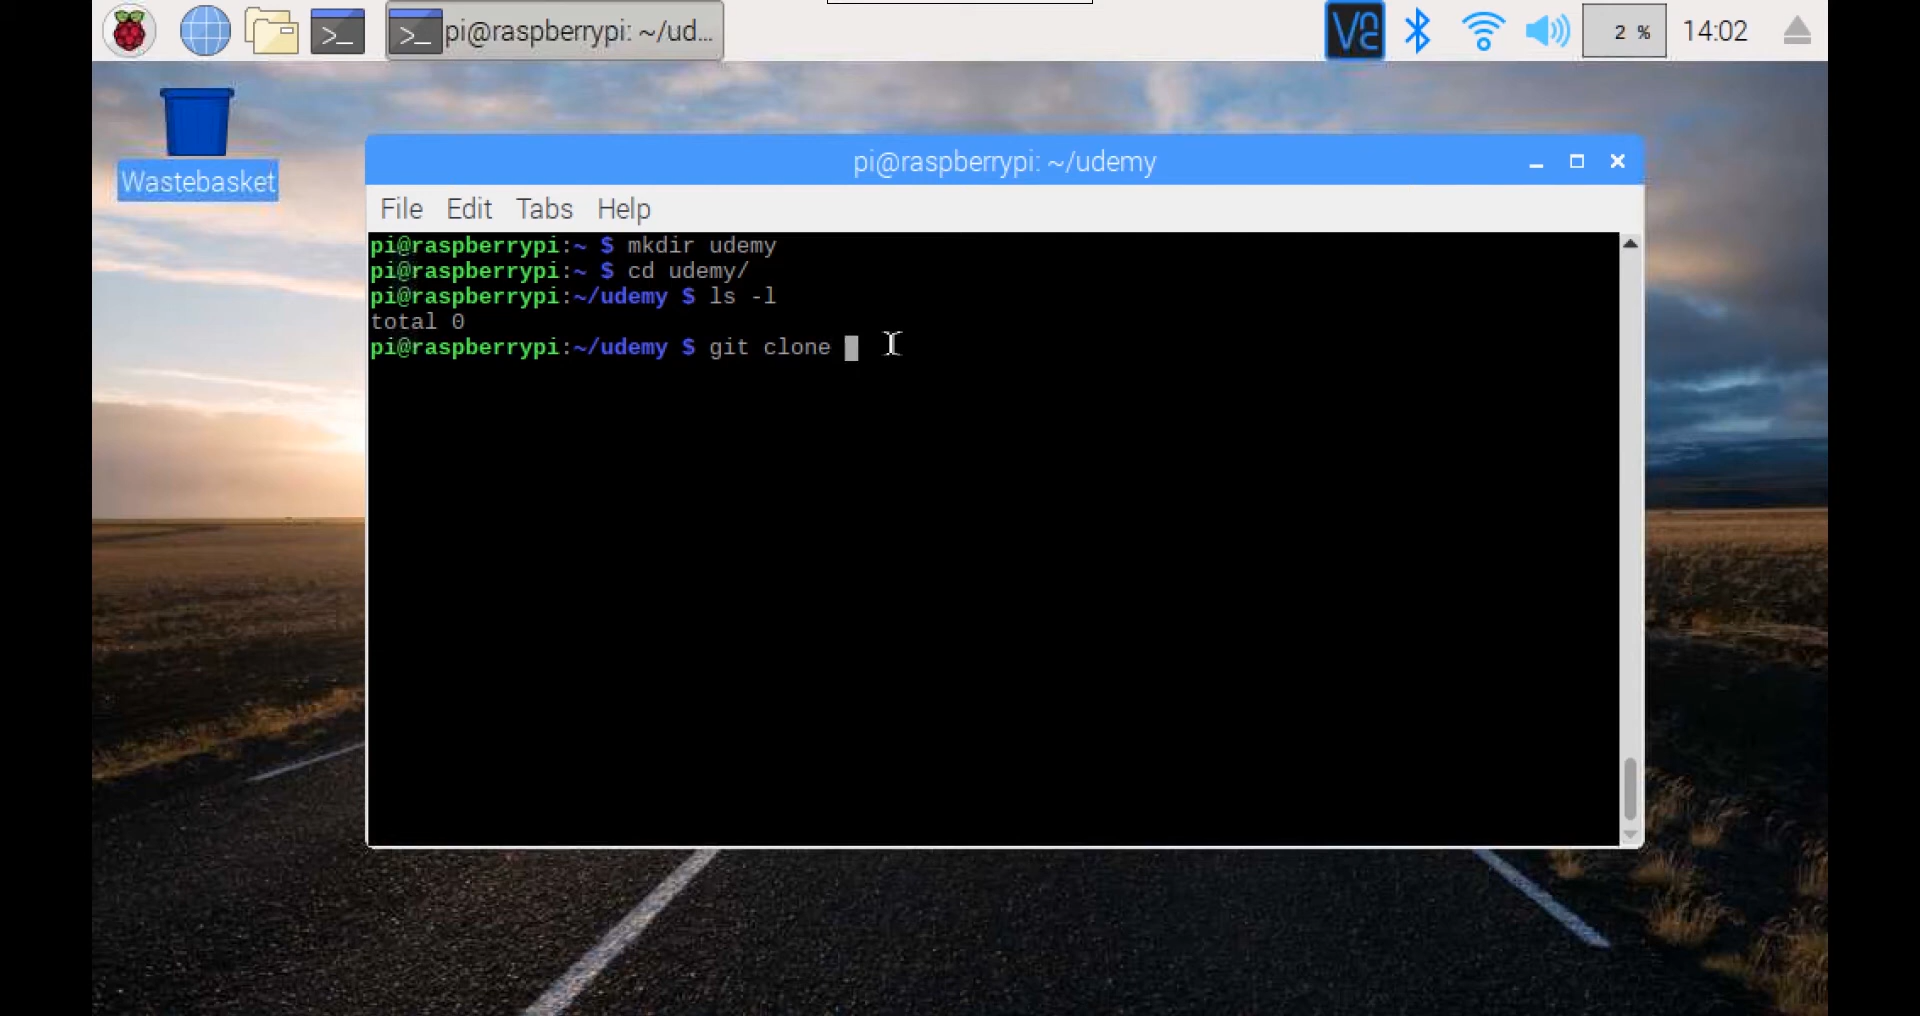 >_
>_ pi@raspberrypi: ~/ud...
2 %
14:02
Wastebasket
pi@raspberrypi: ~/udemy
File Edit Tabs Help
pi@raspberrypi:~ $ mkdir udemy
pi@raspberrypi:~ $ cd udemy/
pi@raspberrypi:~/udemy $ ls -l
total 0
pi@raspberrypi:~/udemy $ git clone